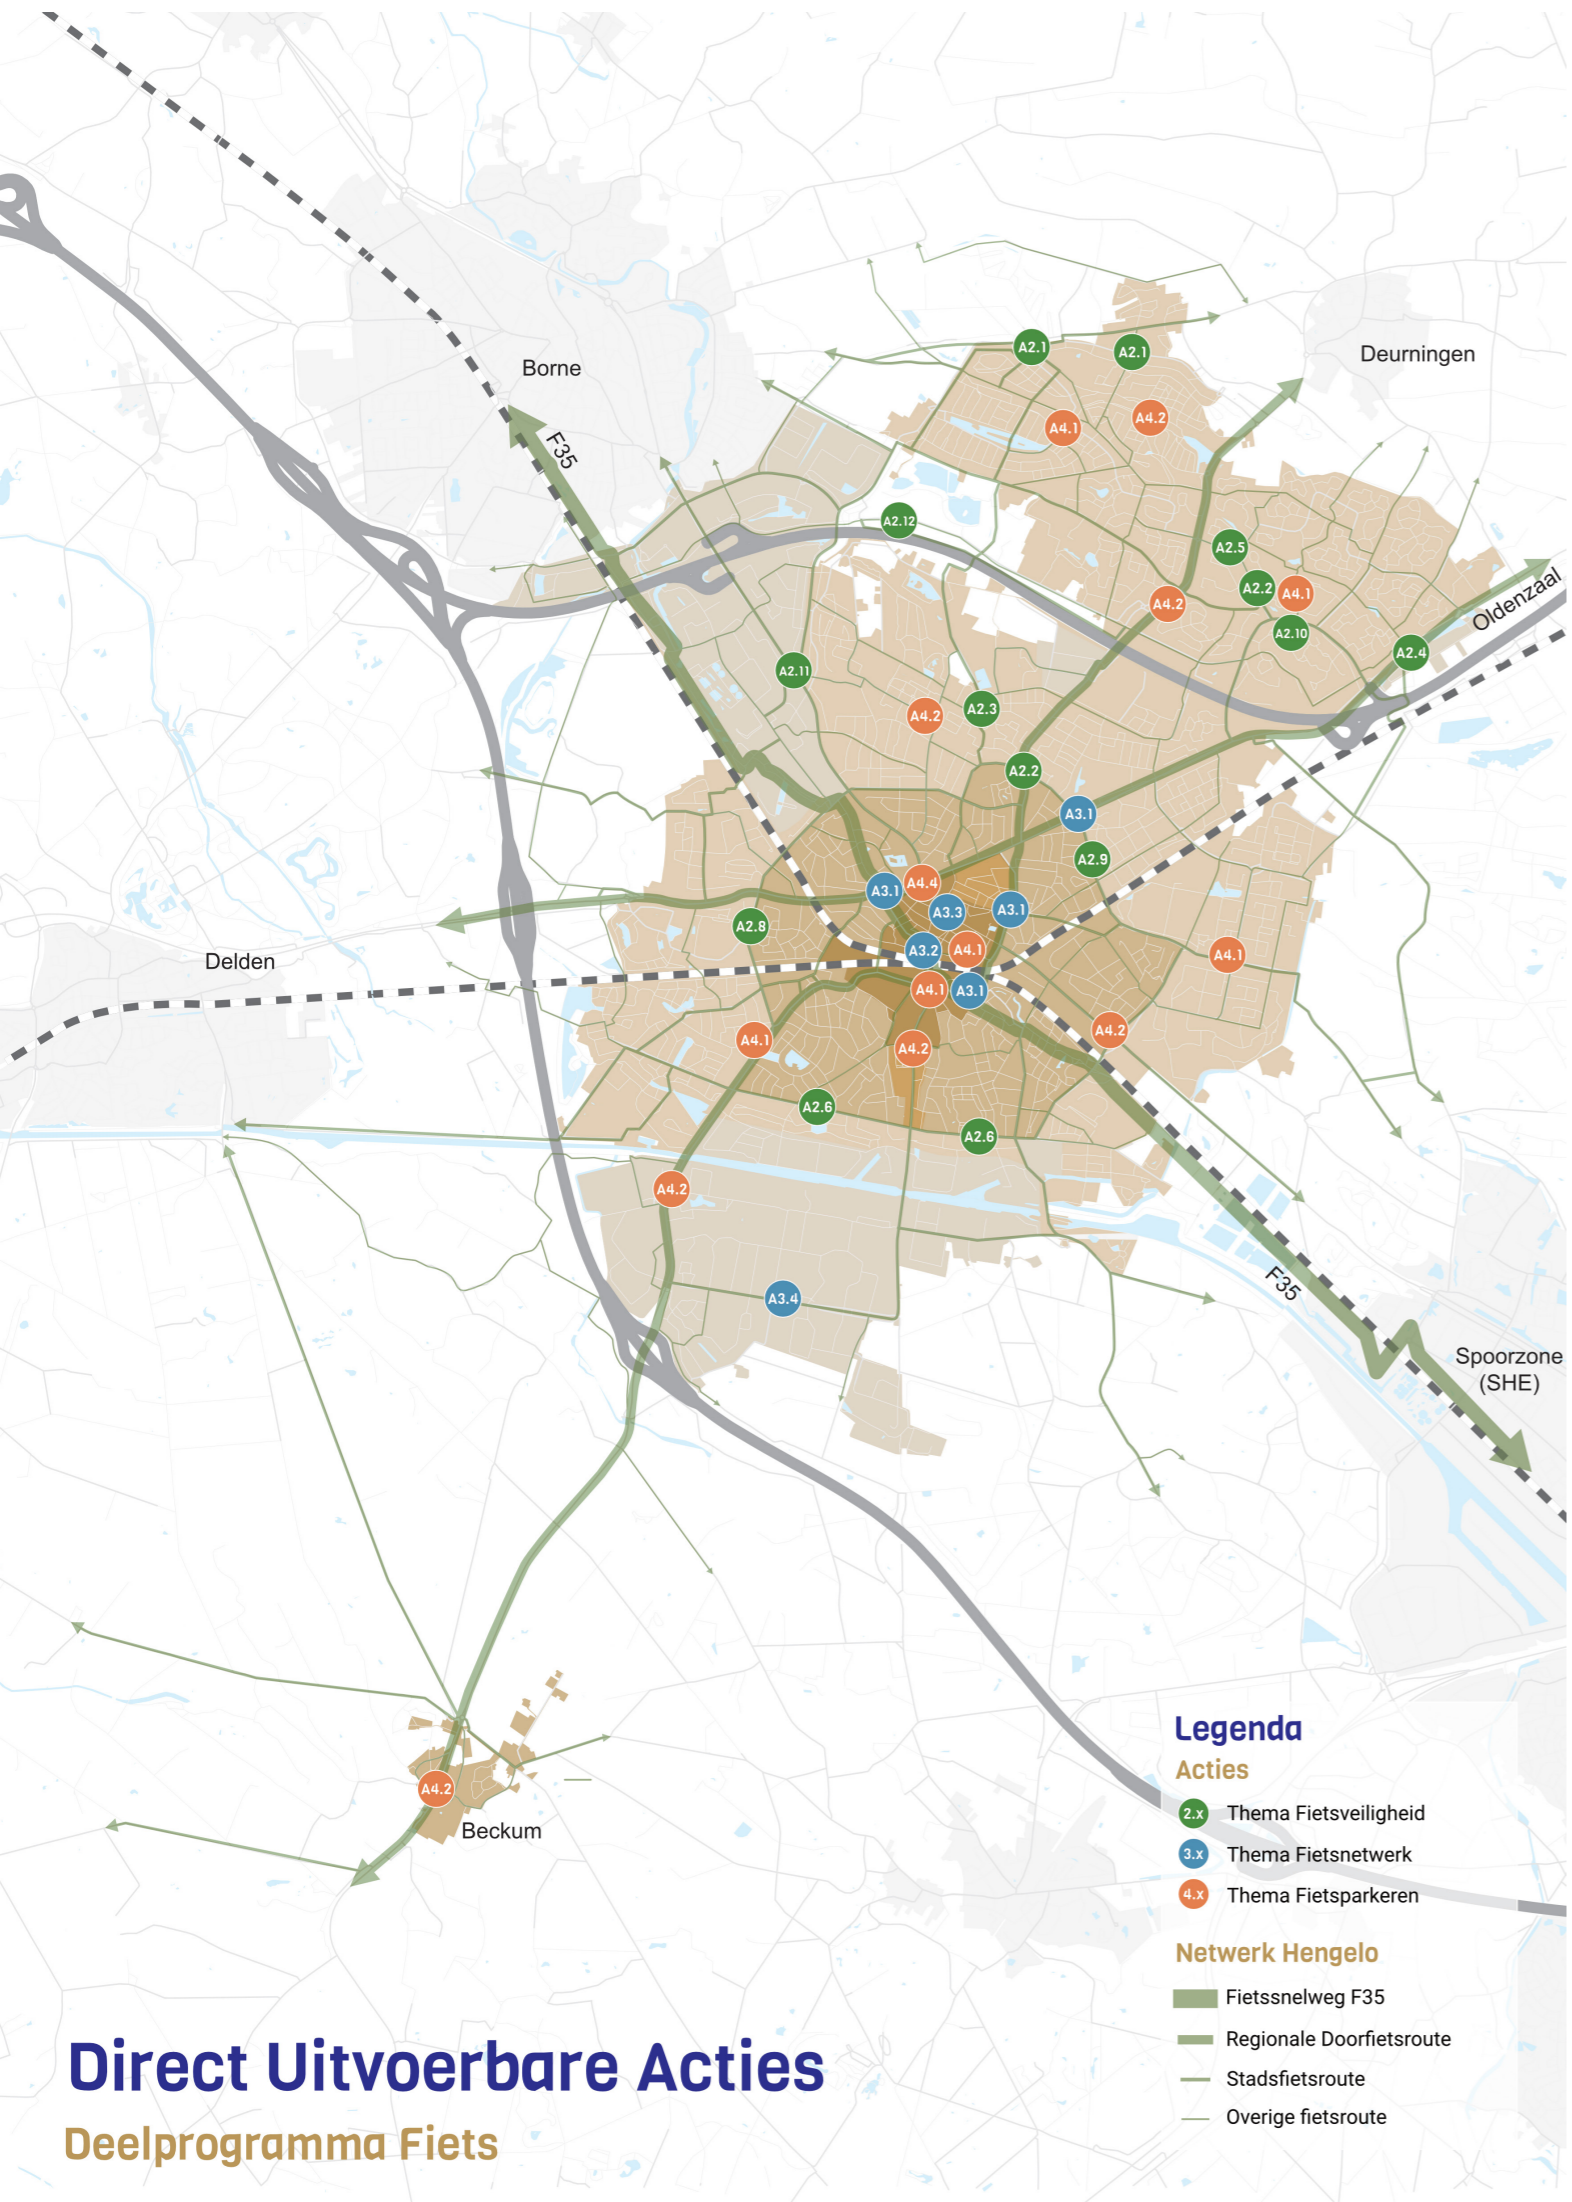 Borne
Deurningen
F35
Oldenzaal
A2.1
A2.1
A4.2
A4.1
A2.12
A2.5
A2.2
A4.1
A4.2
A2.10
A2.4
A2.11
A4.2
A2.3
A2.2
A3.1
A2.9
A4.4
A3.1
A3.3
A3.1
A2.8
A3.2
A4.1
A4.1
Delden
A4.1
A3.1
A4.2
A4.1
A4.2
A2.6
A2.6
A4.2
F35
A3.4
Spoorzone
(SHE)
A4.2
Beckum
Legenda
Acties
2.x Thema Fietsveiligheid
3.x Thema Fietsnetwerk
4.x Thema Fietsparkeren
Netwerk Hengelo
Fietssnelweg F35
Regionale Doorfietsroute
Stadsfietsroute
Overige fietsroute
Direct Uitvoerbare Acties
Deelprogramma Fiets